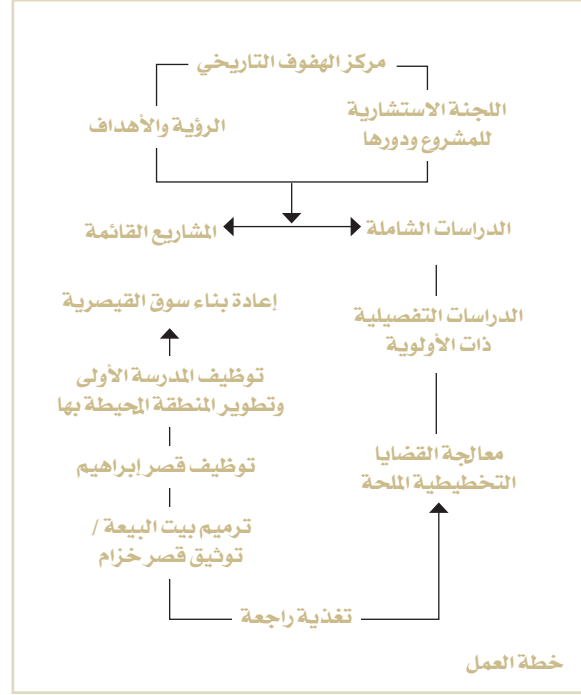 مركز الهفوف التاريخي
اللجنة الاستشارية
للمشروع ودورها
الرؤية والأهداف
الدراسات الشاملة
المشاريع القائمة
الدراسات التفصيلية
ذات الأولوية
إعادة بناء سوق القيصرية
توظيف المدرسة الأولى
وتطوير المنطقة المحيطة بها
معالجة القضايا
التخطيطية الملحة
توظيف قصر إبراهيم
ترميم بيت البيعة /
توثيق قصر خزام
تغذية راجعة
خطة العمل